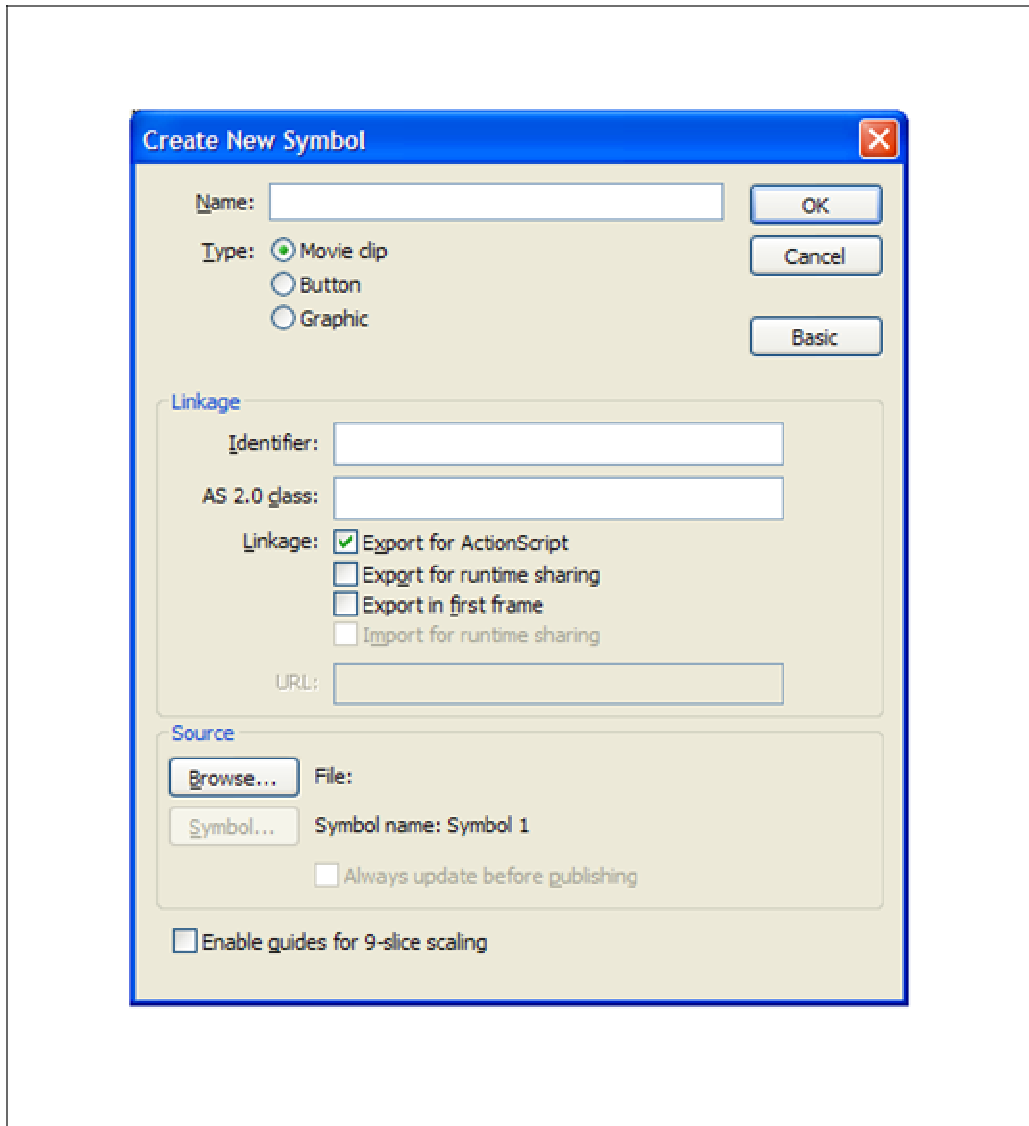 Create New Symbol
Name:
OK
Type: Movie clip
Cancel
Button
Graphic
Basic
Linkage
Identifier:
AS 2.0 class:
Linkage: Export for ActionScript
Export for runtime sharing
Export in first frame
Import for runtime sharing
URL:
Source
Browse... File:
Symbol... Symbol name: Symbol 1
Always update before publishing
Enable guides for 9-slice scaling